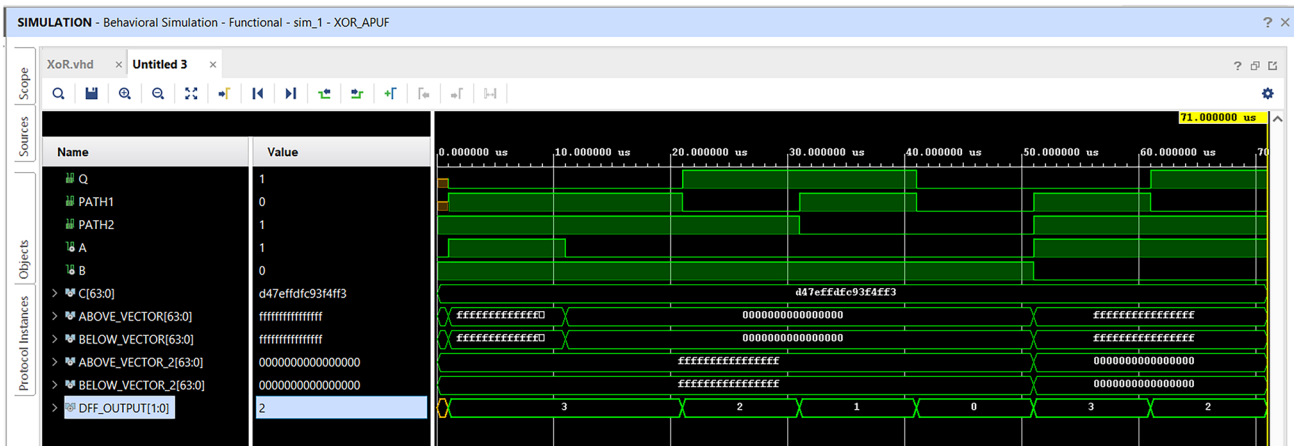 SIMULATION - Behavioral Simulation - Functional - sim_1 - XOR_APUF
? ×
XoR.vhd × Untitled 3 ×
?
Scope
Sources
Objects
Protocol Instances
71.000000 us
Name Value
0.000000 us 10.000000 us 20.000000 us 30.000000 us 40.000000 us 50.000000 us 60.000000 us 70
Q 1
PATH1 0
PATH2 1
A 1
B 0
> C[63:0] d47effdfc93f4ff3 d47effdfc93f4ff3
> ABOVE_VECTOR[63:0] ffffffffffffffff fffffffffffff□ 0000000000000000 ffffffffffffffff
> BELOW_VECTOR[63:0] ffffffffffffffff fffffffffffff□ 0000000000000000 ffffffffffffffff
> ABOVE_VECTOR_2[63:0] 0000000000000000 ffffffffffffffff 0000000000000000
> BELOW_VECTOR_2[63:0] 0000000000000000 ffffffffffffffff 0000000000000000
> DFF_OUTPUT[1:0] 2 3 2 1 0 3 2